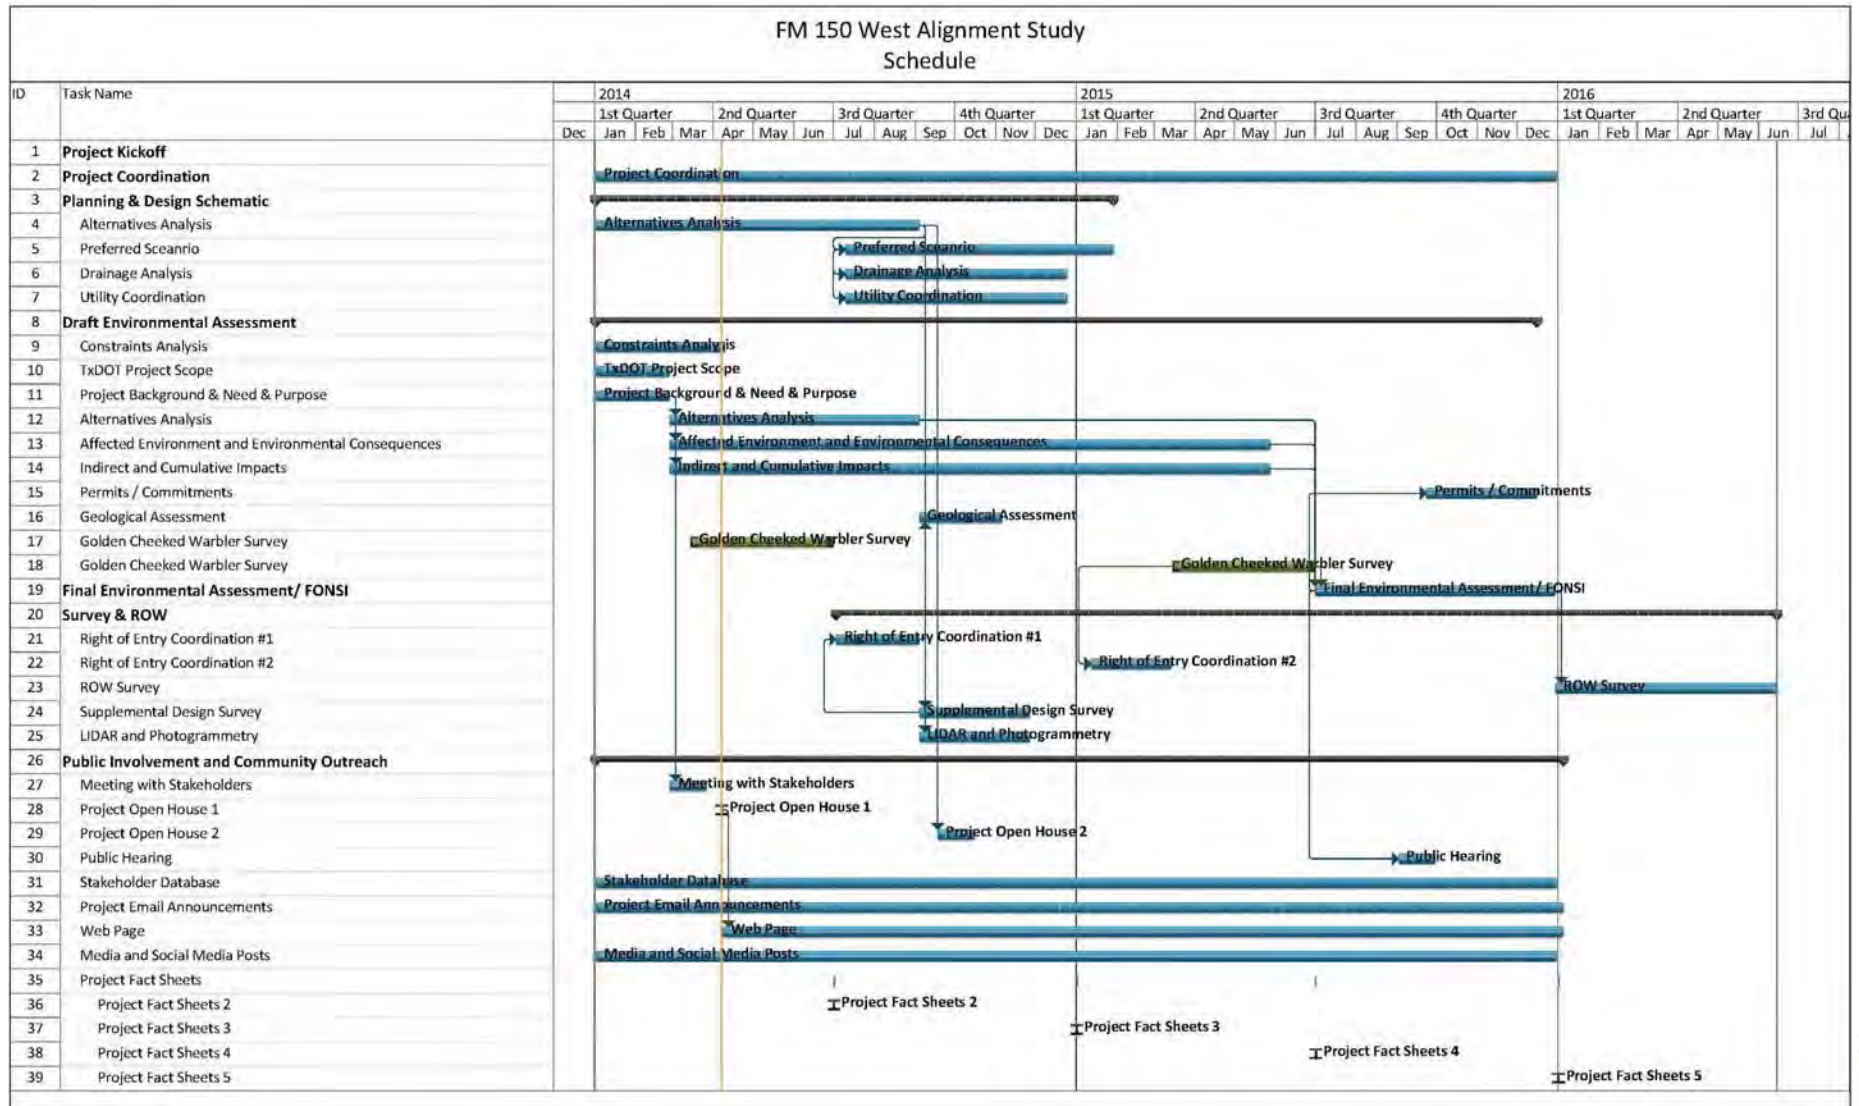 FM 150 West Alignment Study
Schedule
ID Task Name 2014 2015 2016
1st Quarter 2nd Quarter 3rd Quarter 4th Quarter 1st Quarter 2nd Quarter 3rd Quarter 4th Quarter 1st Quarter 2nd Quarter 3rd Qu
Dec Jan Feb Mar Apr May Jun Jul Aug Sep Oct Nov Dec Jan Feb Mar Apr May Jun Jul Aug Sep Oct Nov Dec Jan Feb Mar Apr May Jun Jul
1 Project Kickoff
2 Project Coordination Project Coordination
3 Planning & Design Schematic
4 Alternatives Analysis Alternatives Analysis
5 Preferred Sceanrio Preferred Sceanrio
6 Drainage Analysis Drainage Analysis
7 Utility Coordination Utility Coordination
8 Draft Environmental Assessment
9 Constraints Analysis Constraints Analysis
10 TxDOT Project Scope TxDOT Project Scope
11 Project Background & Need & Purpose Project Background & Need & Purpose
12 Alternatives Analysis Alternatives Analysis
13 Affected Environment and Environmental Consequences Affected Environment and Environmental Consequences
14 Indirect and Cumulative Impacts Indirect and Cumulative Impacts
15 Permits / Commitments Permits / Commitments
16 Geological Assessment Geological Assessment
17 Golden Cheeked Warbler Survey Golden Cheeked Warbler Survey
18 Golden Cheeked Warbler Survey Golden Cheeked Warbler Survey
19 Final Environmental Assessment/ FONSI Final Environmental Assessment/ FONSI
20 Survey & ROW
21 Right of Entry Coordination #1 Right of Entry Coordination #1
22 Right of Entry Coordination #2 Right of Entry Coordination #2
23 ROW Survey ROW Survey
24 Supplemental Design Survey Supplemental Design Survey
25 LIDAR and Photogrammetry LIDAR and Photogrammetry
26 Public Involvement and Community Outreach
27 Meeting with Stakeholders Meeting with Stakeholders
28 Project Open House 1 Project Open House 1
29 Project Open House 2 Project Open House 2
30 Public Hearing Public Hearing
31 Stakeholder Database Stakeholder Database
32 Project Email Announcements Project Email Announcements
33 Web Page Web Page
34 Media and Social Media Posts Media and Social Media Posts
35 Project Fact Sheets
36 Project Fact Sheets 2 Project Fact Sheets 2
37 Project Fact Sheets 3 Project Fact Sheets 3
38 Project Fact Sheets 4 Project Fact Sheets 4
39 Project Fact Sheets 5 Project Fact Sheets 5